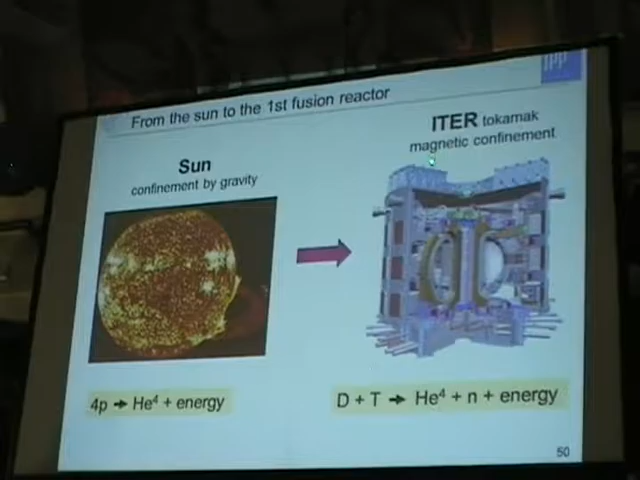 From the sun to the 1st fusion reactor
IPP
Sun
confinement by gravity
ITER tokamak
magnetic confinement
4p → He⁴ + energy
D + T → He⁴ + n + energy
50